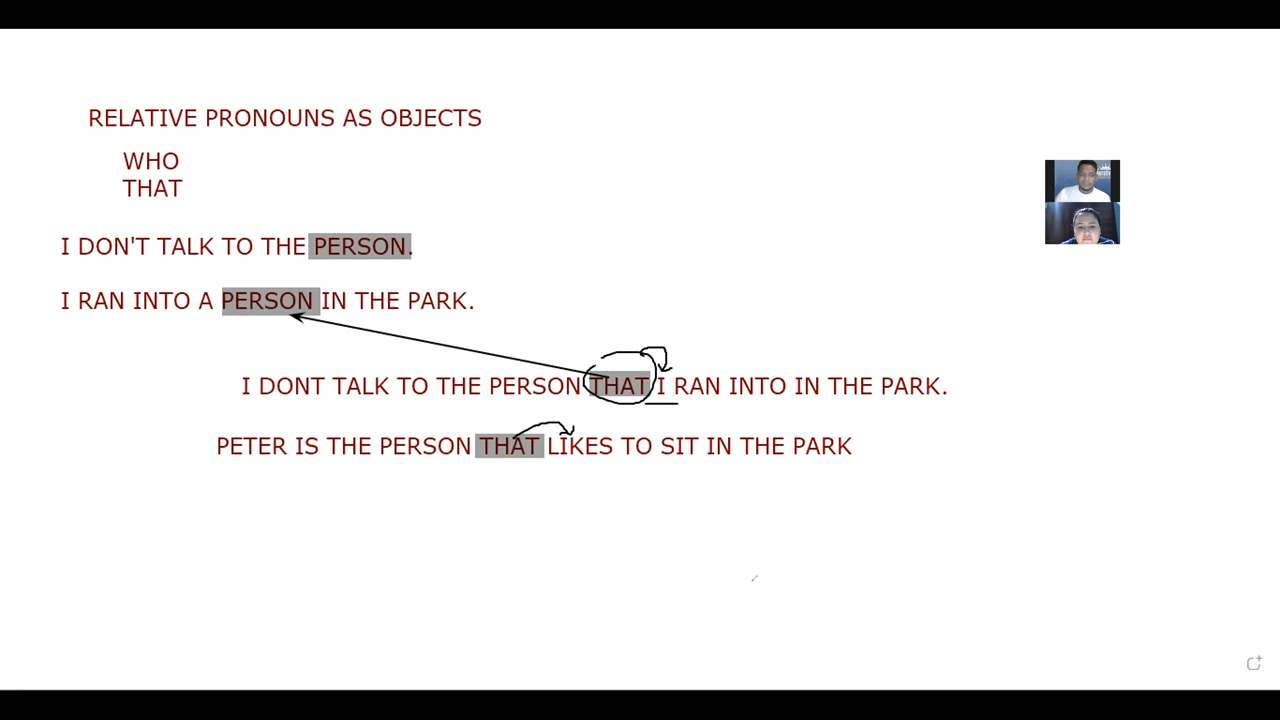 RELATIVE PRONOUNS AS OBJECTS
WHO
THAT
I DON'T TALK TO THE PERSON.
I RAN INTO A PERSON IN THE PARK.
I DONT TALK TO THE PERSON THAT I RAN INTO IN THE PARK.
PETER IS THE PERSON THAT LIKES TO SIT IN THE PARK